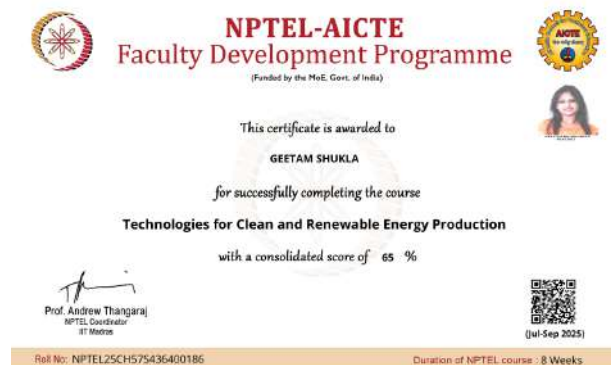 NPTEL-AICTE
Faculty Development Programme
(Funded by the MoE, Govt. of India)
AICTE
This certificate is awarded to
GEETAM SHUKLA
for successfully completing the course
Technologies for Clean and Renewable Energy Production
with a consolidated score of 65 %
Prof. Andrew Thangaraj
NPTEL Coordinator
IIT Madras
(Jul-Sep 2025)
Roll No: NPTEL25CH57S436400186
Duration of NPTEL course : 8 Weeks